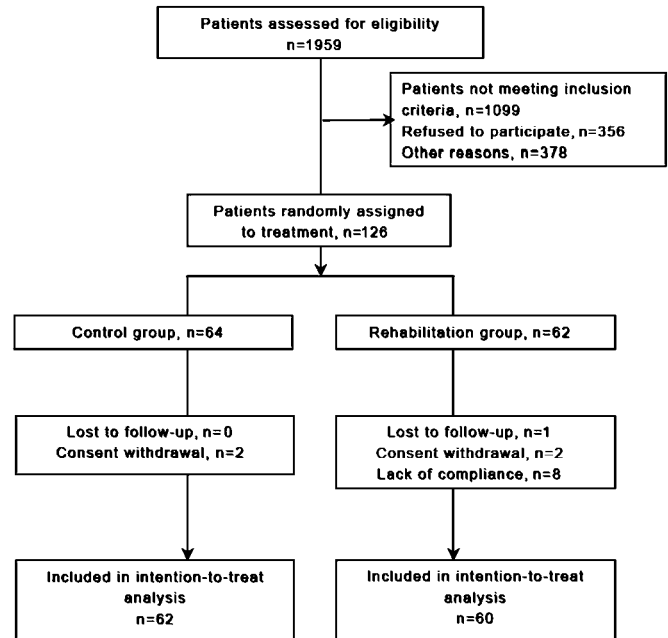 Patients assessed for eligibility
n=1959
Patients not meeting inclusion
criteria, n=1099
Refused to participate, n=356
Other reasons, n=378
Patients randomly assigned
to treatment, n=126
Control group, n=64
Rehabilitation group, n=62
Lost to follow-up, n=0
Consent withdrawal, n=2
Lost to follow-up, n=1
Consent withdrawal, n=2
Lack of compliance, n=8
Included in intention-to-treat
analysis
n=62
Included in intention-to-treat
analysis
n=60